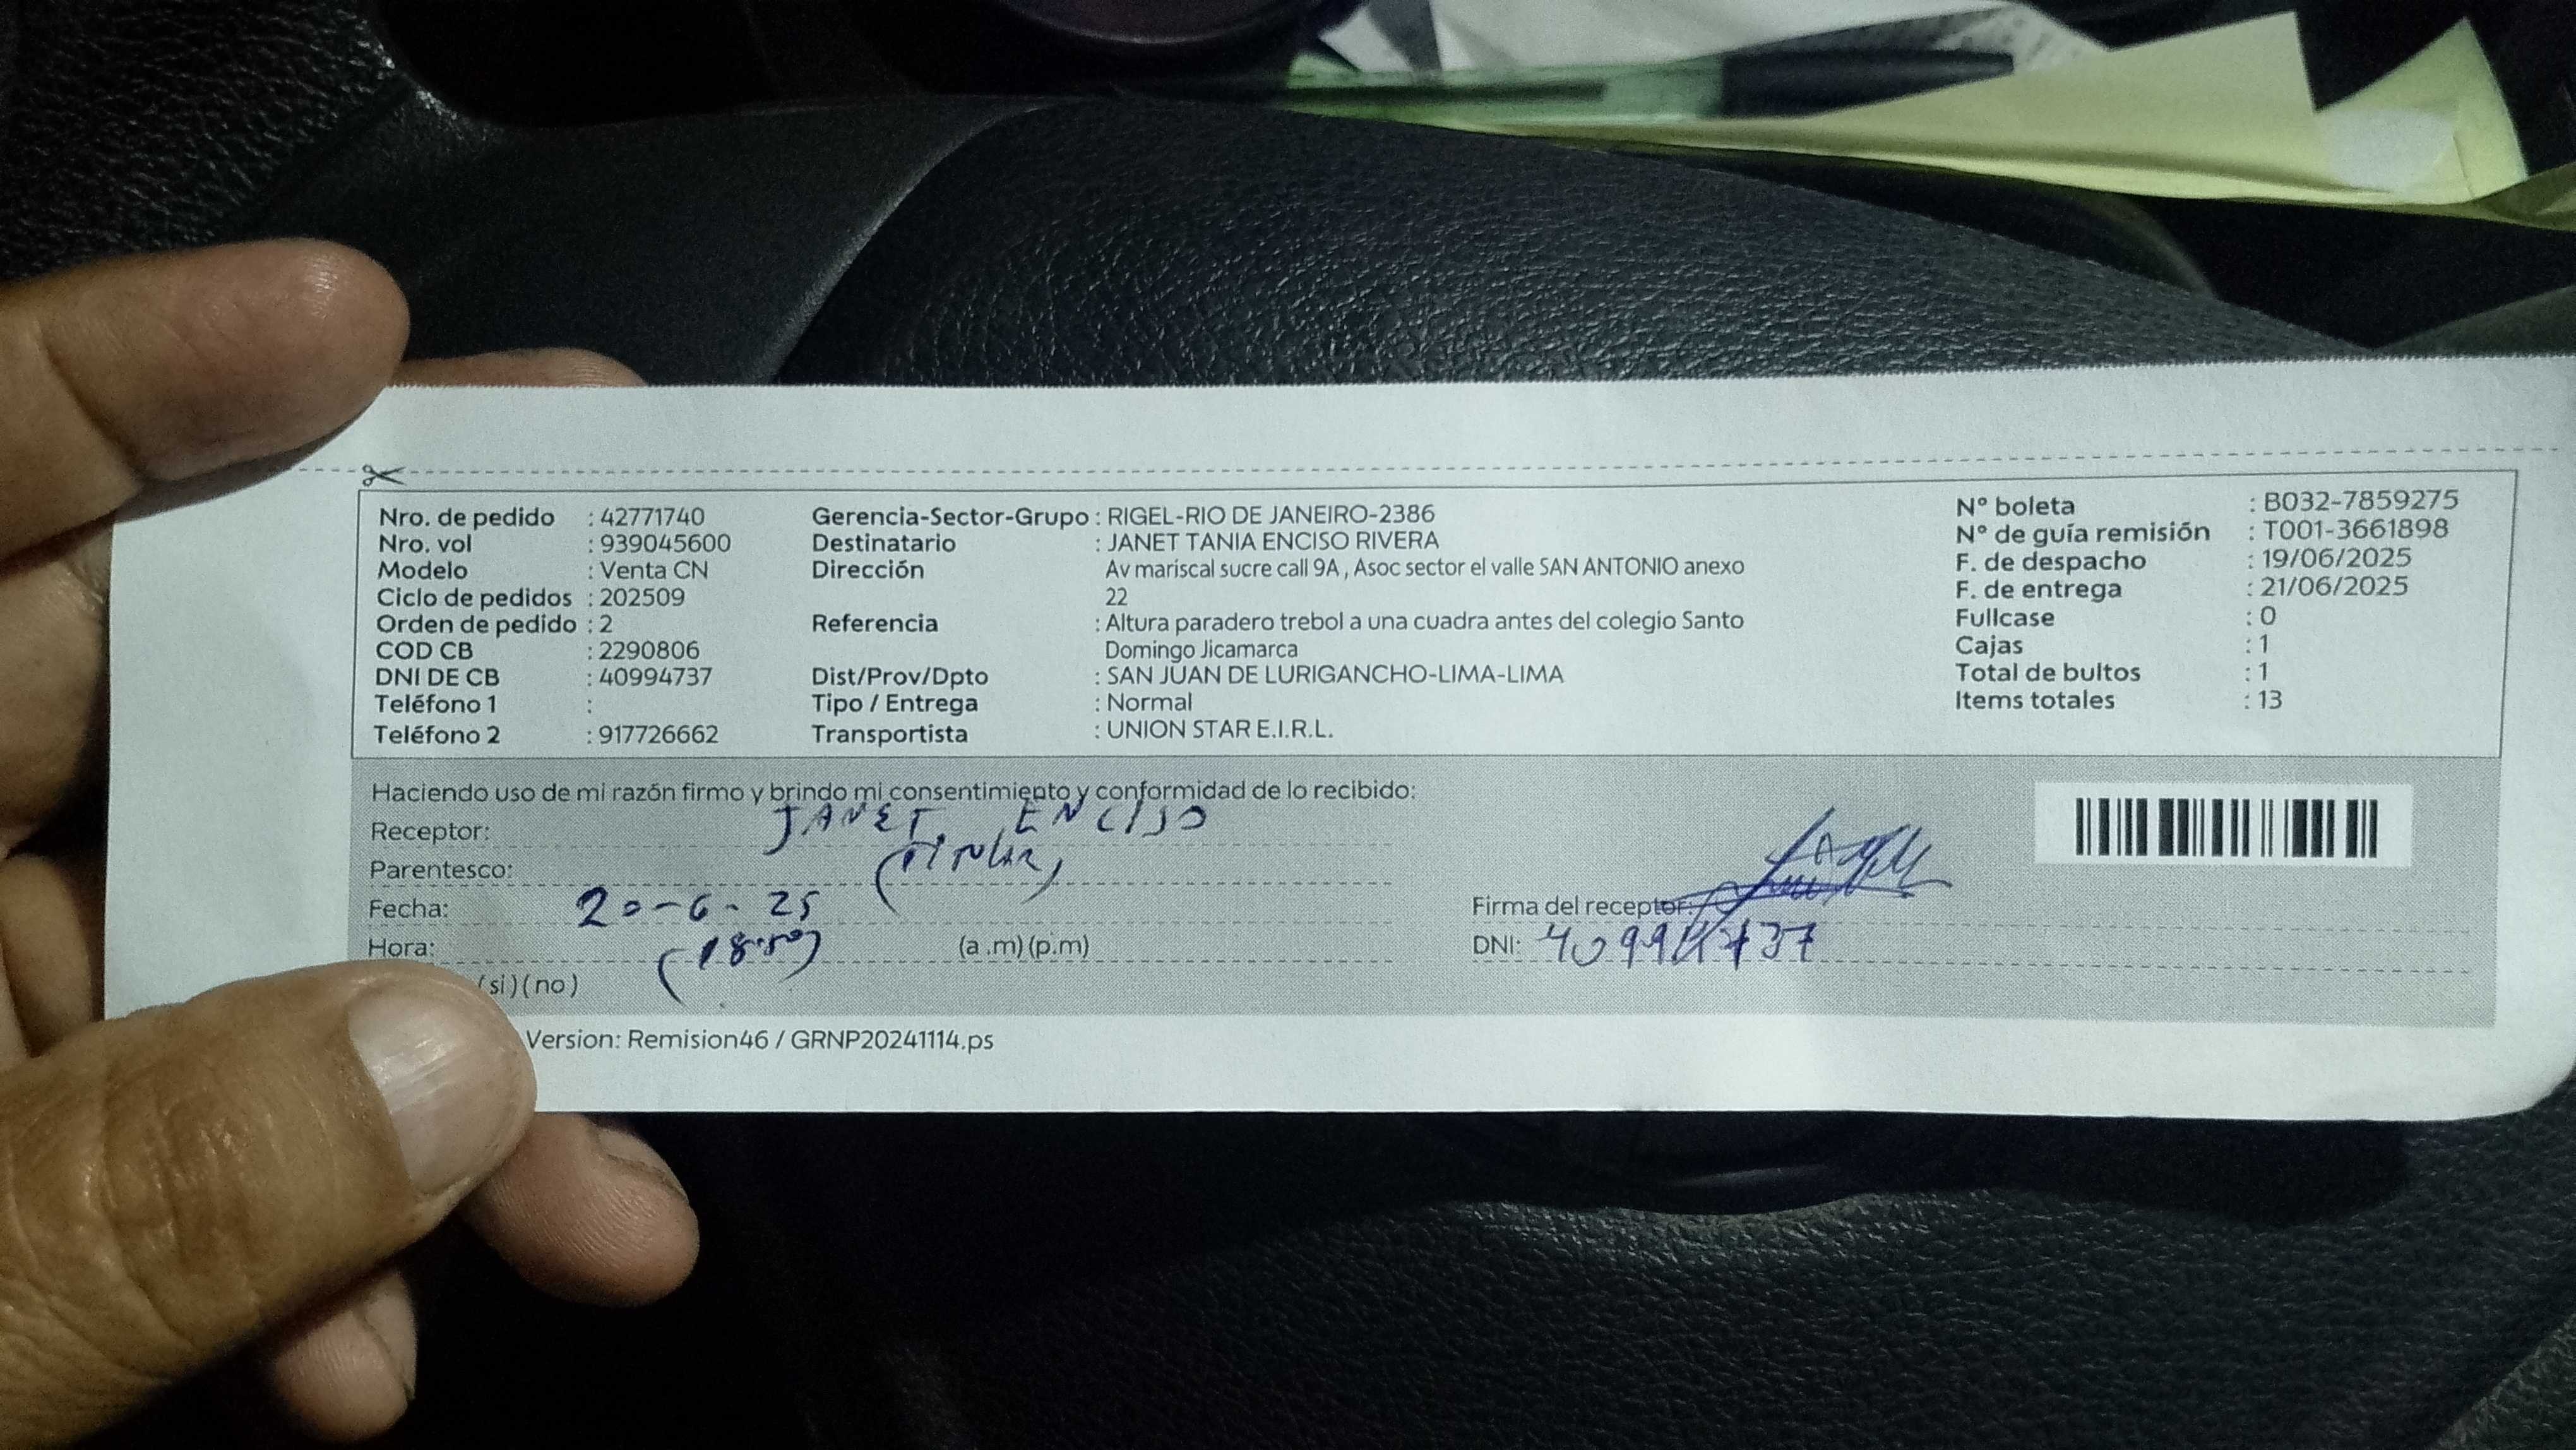 Nro. de pedido : 42771740
Nro. vol : 939045600
Modelo : Venta CN
Ciclo de pedidos : 202509
Orden de pedido : 2
COD CB : 2290806
DNI DE CB : 40994737
Teléfono 1 :
Teléfono 2 : 917726662
Gerencia-Sector-Grupo : RIGEL-RIO DE JANEIRO-2386
Destinatario : JANET TANIA ENCISO RIVERA
Dirección Av mariscal sucre call 9A , Asoc sector el valle SAN ANTONIO anexo
22
Referencia : Altura paradero trebol a una cuadra antes del colegio Santo
Domingo Jicamarca
Dist/Prov/Dpto : SAN JUAN DE LURIGANCHO-LIMA-LIMA
Tipo / Entrega : Normal
Transportista : UNION STAR E.I.R.L.
N° boleta : B032-7859275
N° de guía remisión : T001-3661898
F. de despacho : 19/06/2025
F. de entrega : 21/06/2025
Fullcase : 0
Cajas : 1
Total de bultos : 1
Items totales : 13
Haciendo uso de mi razón firmo y brindo mi consentimiento y conformidad de lo recibido:
Receptor: JANET ENCISO
Parentesco: (TITULAR)
Fecha: 20-6-25
Hora: (18:50) (a .m) (p.m)
(si) (no)
Firma del receptor:
DNI: 40994737
Version: Remision46 / GRNP20241114.ps